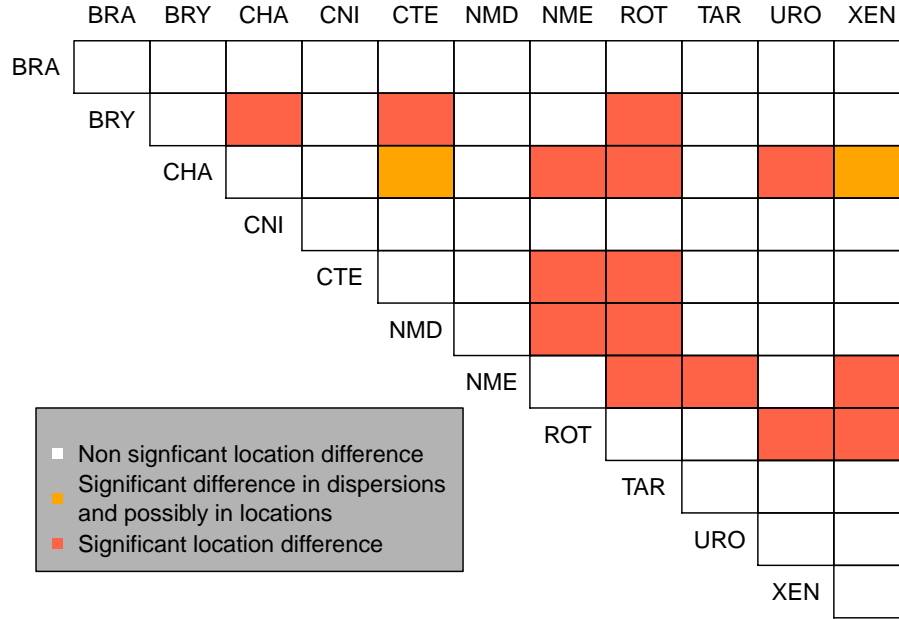 BRA BRY CHA CNI CTE NMD NME ROT TAR URO XEN
BRA
BRY
CHA
CNI
CTE
NMD
NME
ROT
TAR
URO
XEN
Non signficant location difference
Significant difference in dispersions
and possibly in locations
Significant location difference